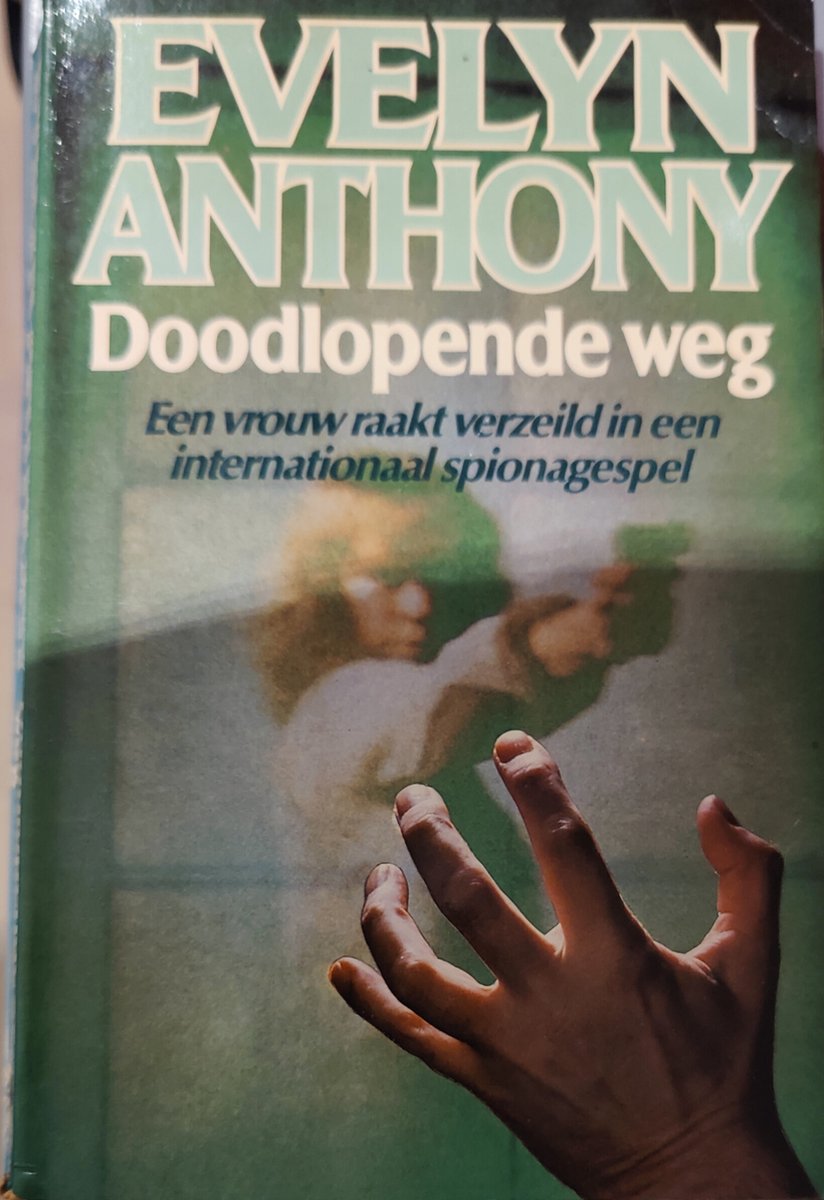 EVELYN
ANTHONY
Doodlopende weg
Een vrouw raakt verzeild in een
internationaal spionagespel